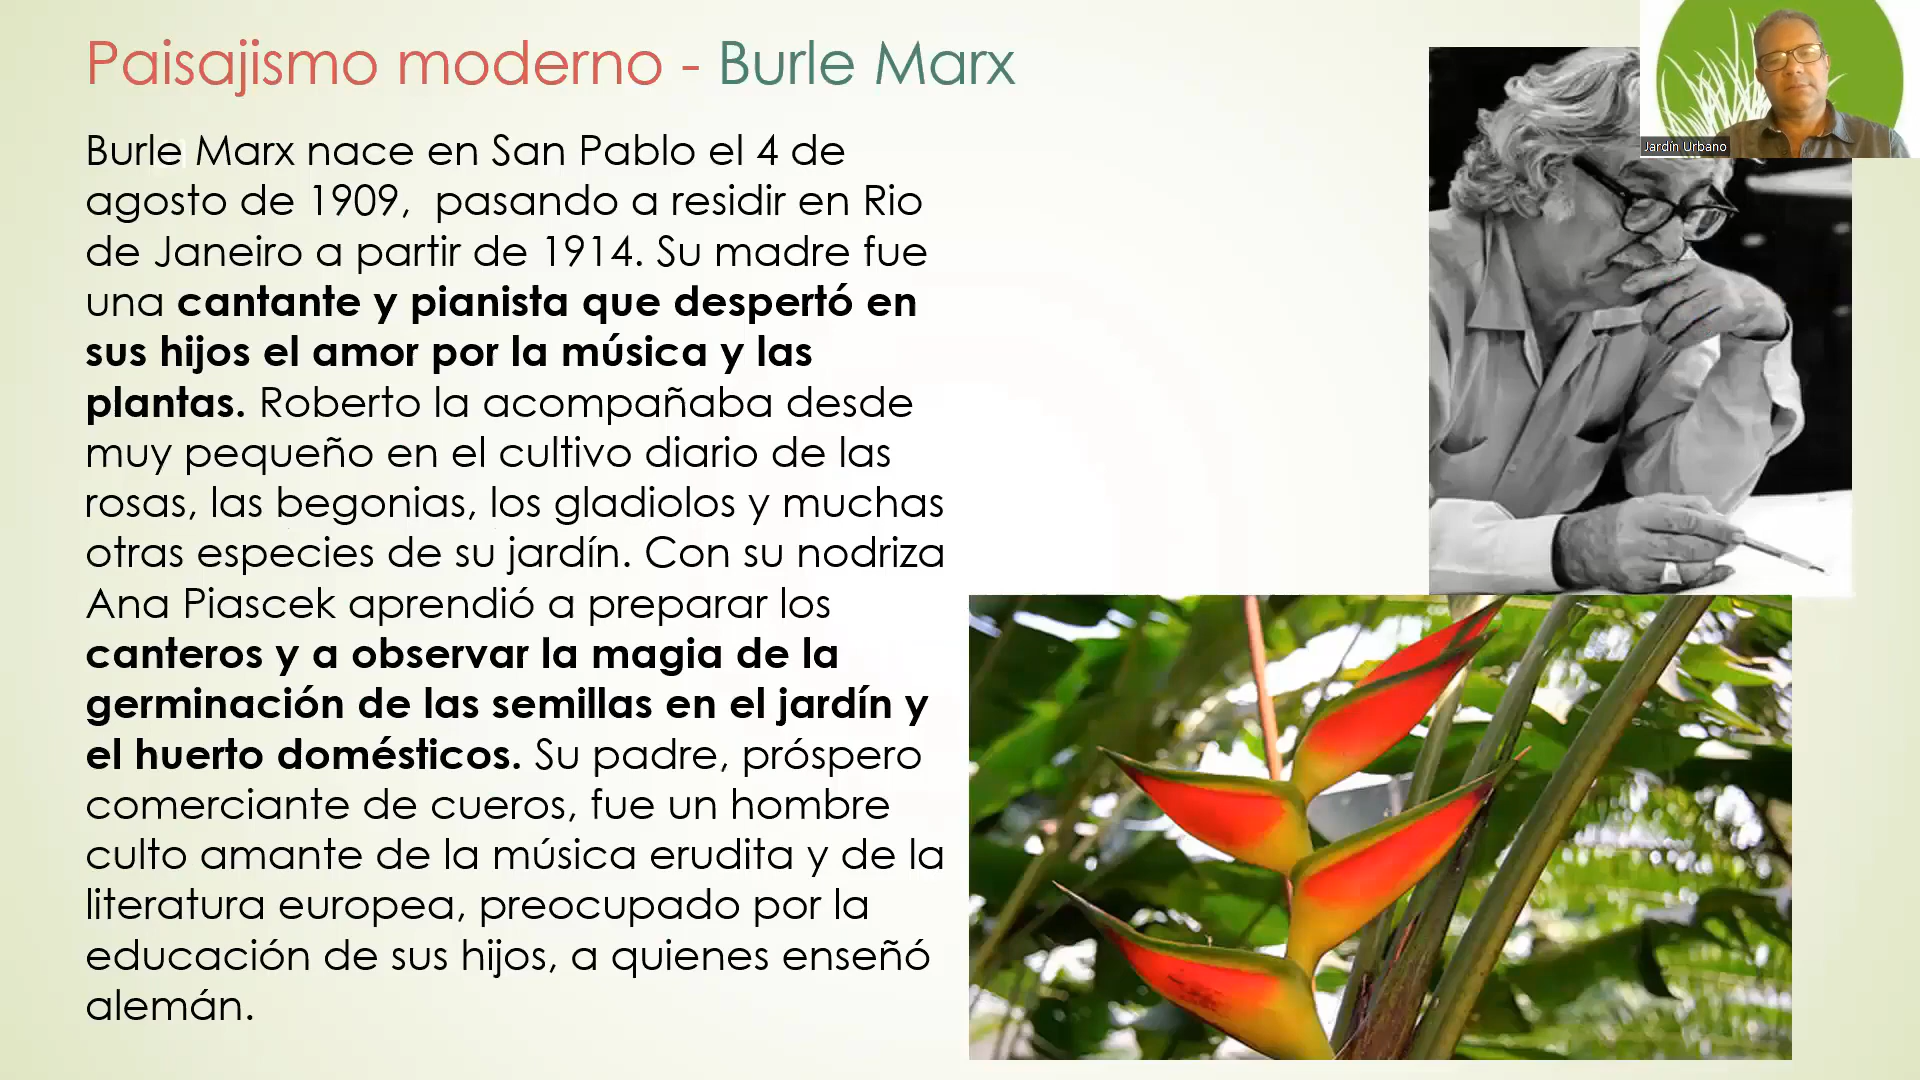 Paisajismo moderno - Burle Marx
Jardín Urbano
Burle Marx nace en San Pablo el 4 de
agosto de 1909, pasando a residir en Rio
de Janeiro a partir de 1914. Su madre fue
una cantante y pianista que despertó en
sus hijos el amor por la música y las
plantas. Roberto la acompañaba desde
muy pequeño en el cultivo diario de las
rosas, las begonias, los gladiolos y muchas
otras especies de su jardín. Con su nodriza
Ana Piascek aprendió a preparar los
canteros y a observar la magia de la
germinación de las semillas en el jardín y
el huerto domésticos. Su padre, próspero
comerciante de cueros, fue un hombre
culto amante de la música erudita y de la
literatura europea, preocupado por la
educación de sus hijos, a quienes enseñó
alemán.